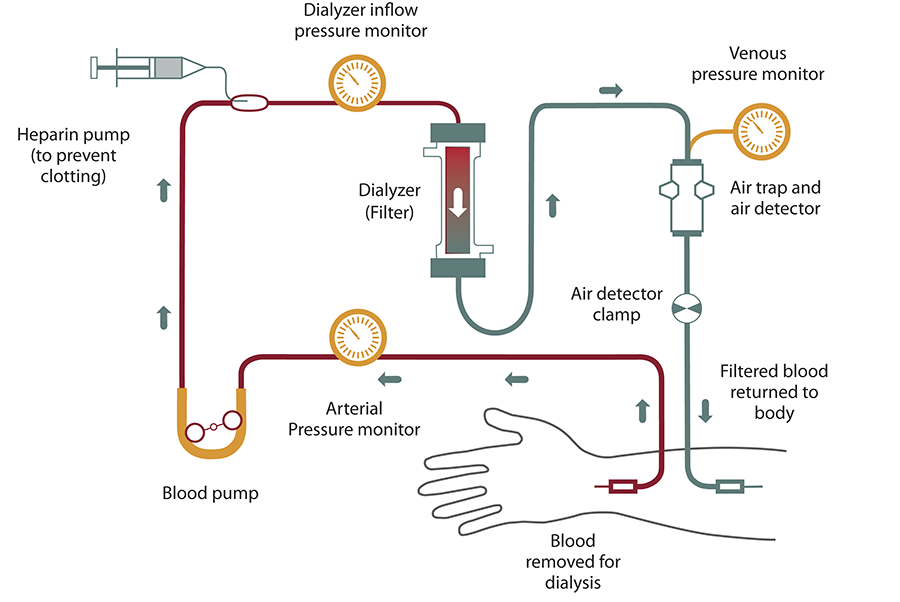 Dialyzer inflow
pressure monitor
Venous
pressure monitor
Heparin pump
(to prevent
clotting)
Dialyzer
(Filter)
Air trap and
air detector
Air detector
clamp
Filtered blood
returned to
body
Arterial
Pressure monitor
Blood pump
Blood
removed for
dialysis